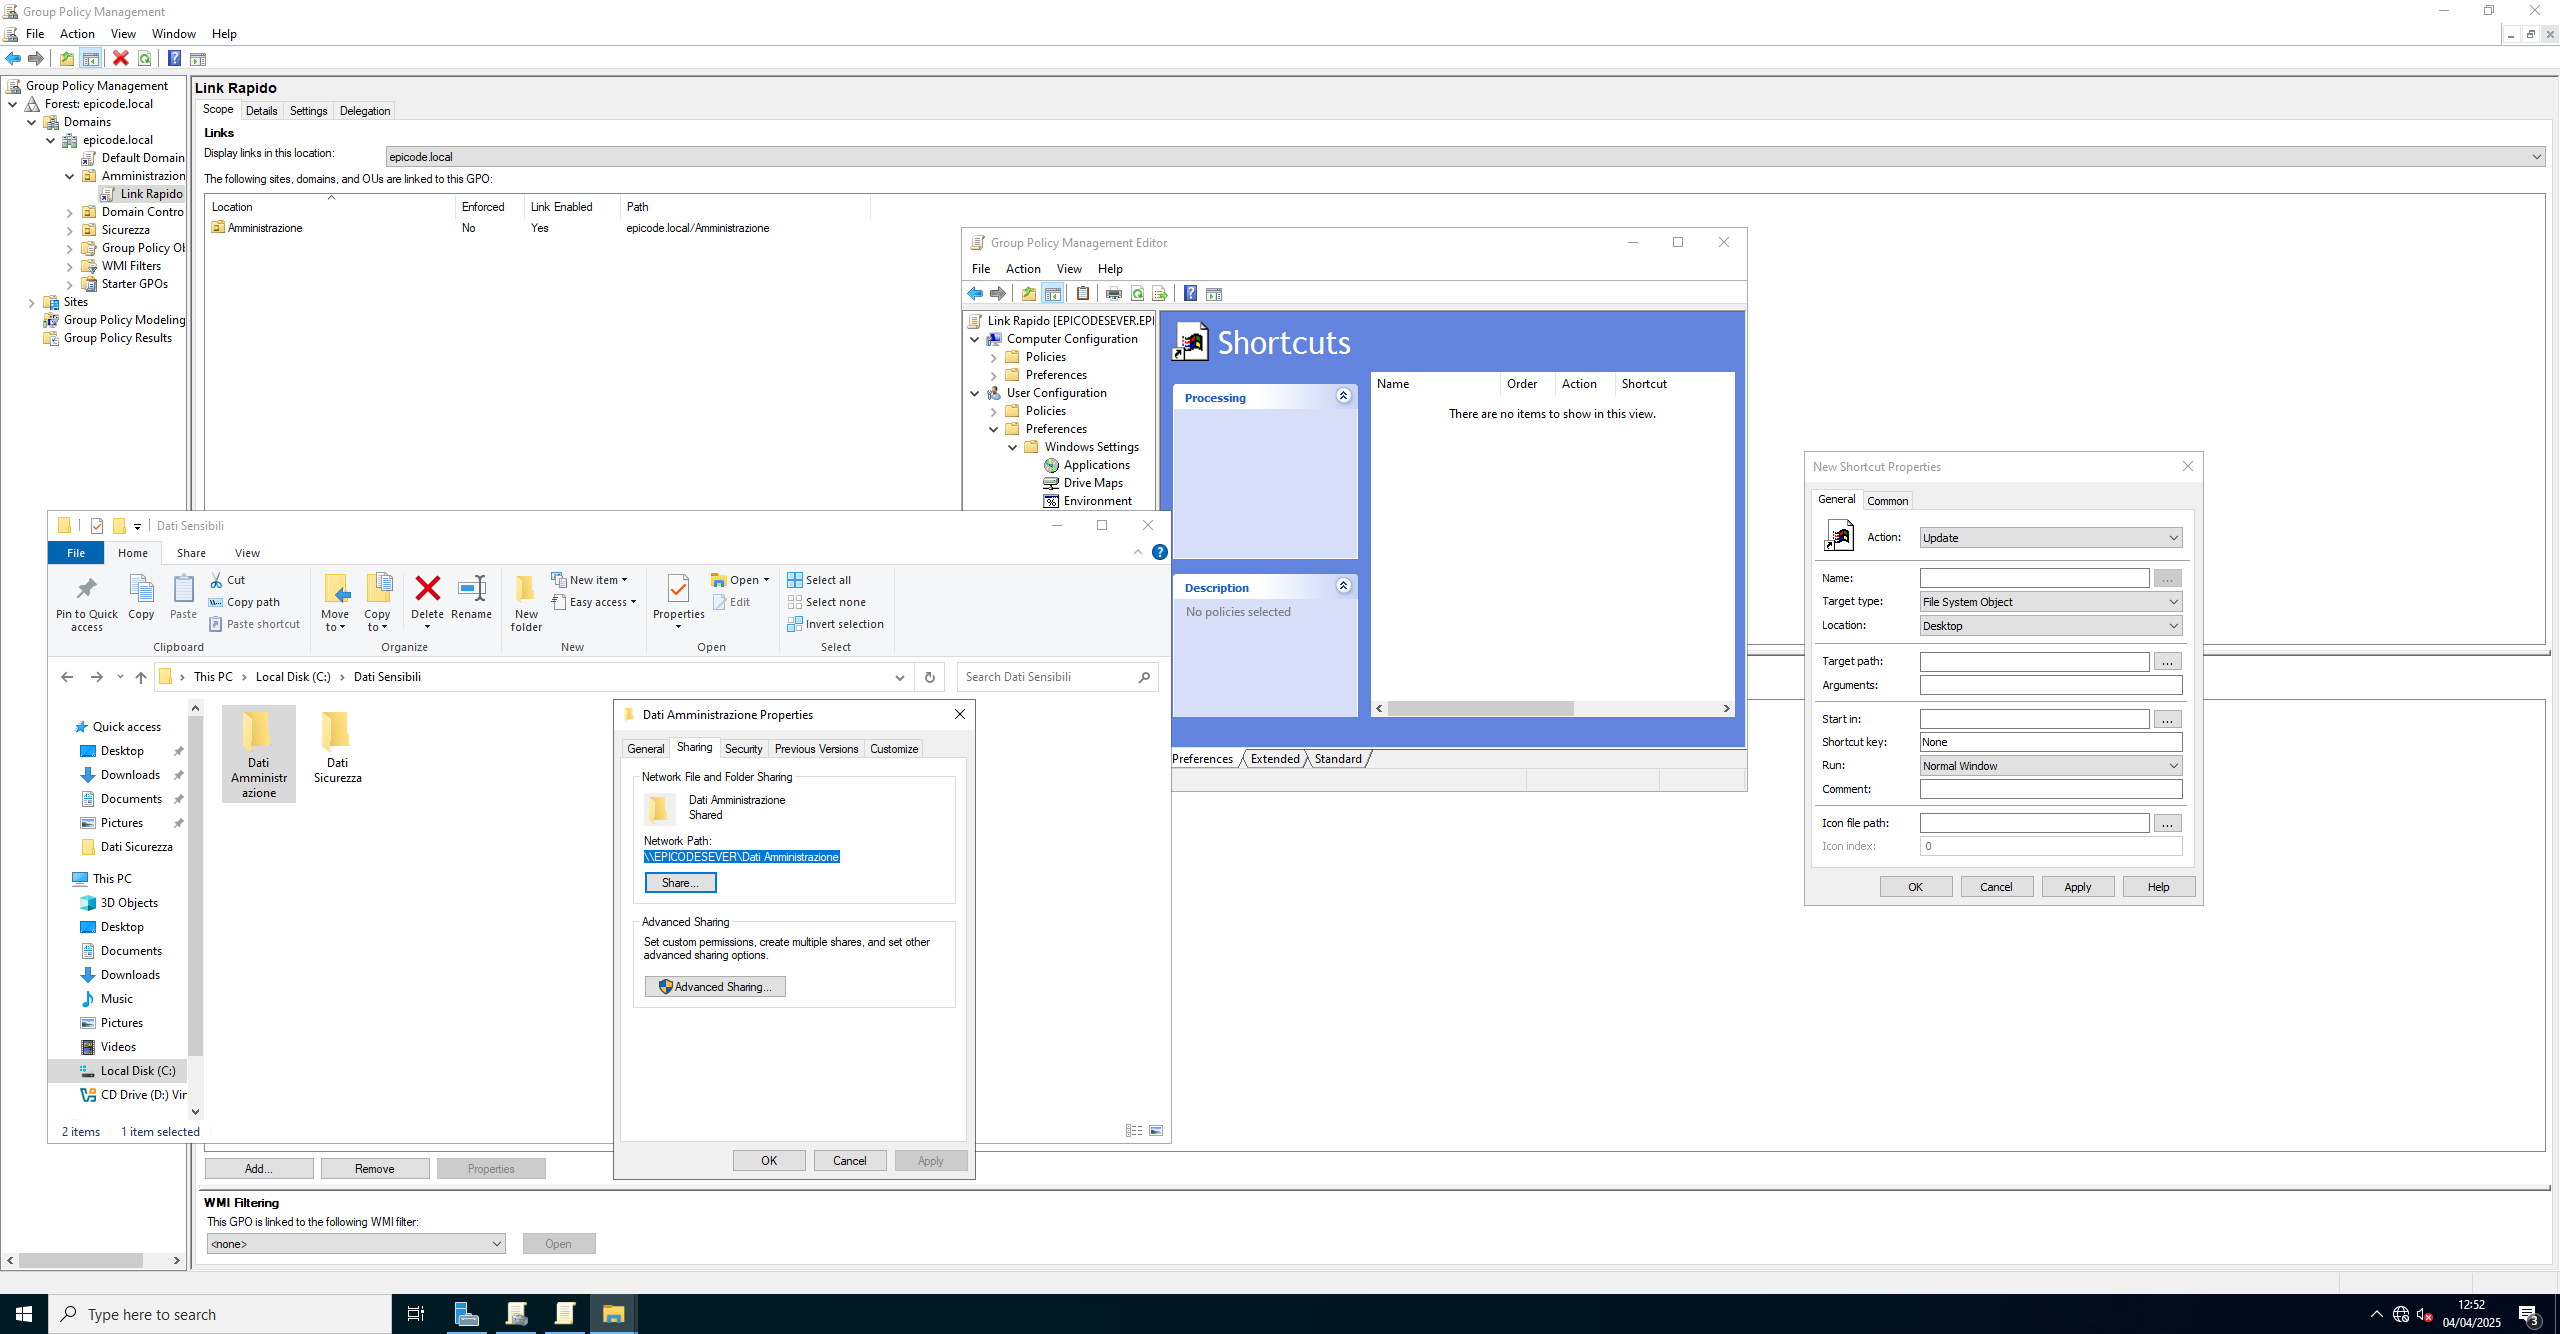 Group Policy Management
File Action View Help
File Action View Window Help
Group Policy Management
Forest: epicode.local
Domains
epicode.local
Default Domain
Amministrazion
Link Rapido
Domain Contro
Sicurezza
Group Policy Ob
WMI Filters
Starter GPOs
Sites
Group Policy Modeling
Group Policy Results
Link Rapido
Scope Details Settings Delegation
Links
Display links in this location: epicode.local
The following sites, domains, and OUs are linked to this GPO:
Location Enforced Link Enabled Path
Amministrazione No Yes epicode.local/Amministrazione
Group Policy Management Editor
File Action View Help
Link Rapido [EPICODESEVER.EPI
Computer Configuration
Policies
Preferences
User Configuration
Policies
Preferences
Windows Settings
Applications
Drive Maps
Environment
Shortcuts
Processing
Description
No policies selected
Name Order Action Shortcut
There are no items to show in this view.
Preferences Extended Standard
New Shortcut Properties
General Common
Action: Update
Name: ...
Target type: File System Object
Location: Desktop
Target path: ...
Arguments:
Start in: ...
Shortcut key: None
Run: Normal Window
Comment:
Icon file path: ...
Icon index: 0
OK Cancel Apply Help
Dati Sensibili
File Home Share View
Pin to Quick access
Copy
Paste
Cut
Copy path
Paste shortcut
Clipboard
Move to
Copy to
Delete
Rename
Organize
New folder
New item
Easy access
New
Properties
Open
Edit
Open
Select all
Select none
Invert selection
Select
This PC Local Disk (C:) Dati Sensibili
Search Dati Sensibili
Quick access
Desktop
Downloads
Documents
Pictures
Dati Sicurezza
This PC
3D Objects
Desktop
Documents
Downloads
Music
Pictures
Videos
Local Disk (C:)
CD Drive (D:) Vir
Dati
Amministr
azione
Dati
Sicurezza
2 items 1 item selected
Dati Amministrazione Properties
General Sharing Security Previous Versions Customize
Network File and Folder Sharing
Dati Amministrazione
Shared
Network Path:
\\EPICODESEVER\Dati Amministrazione
Share...
Advanced Sharing
Set custom permissions, create multiple shares, and set other
advanced sharing options.
Advanced Sharing...
OK Cancel Apply
Add... Remove Properties
WMI Filtering
This GPO is linked to the following WMI filter:
<none> Open
Type here to search
12:52
04/04/2025
3